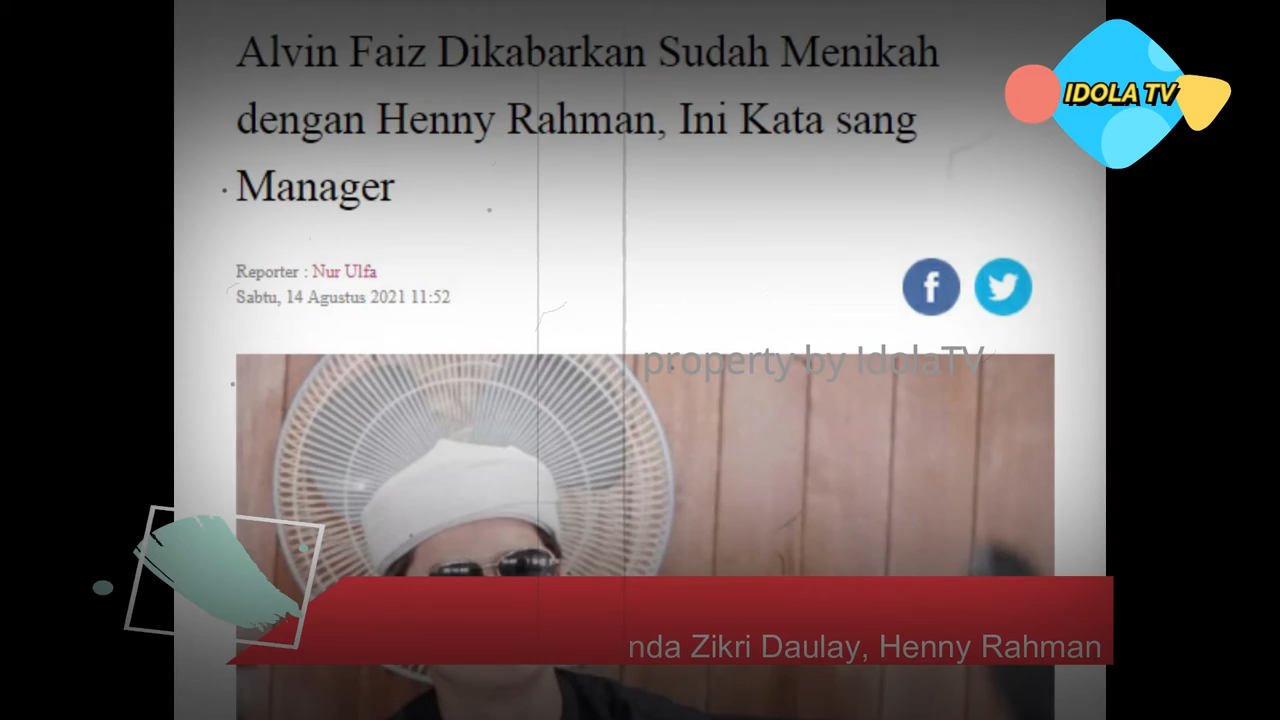 Alvin Faiz Dikabarkan Sudah Menikah
dengan Henny Rahman, Ini Kata sang
Manager
IDOLA TV
Reporter : Nur Ulfa
Sabtu, 14 Agustus 2021 11:52
property by IdolaTV
nda Zikri Daulay, Henny Rahman